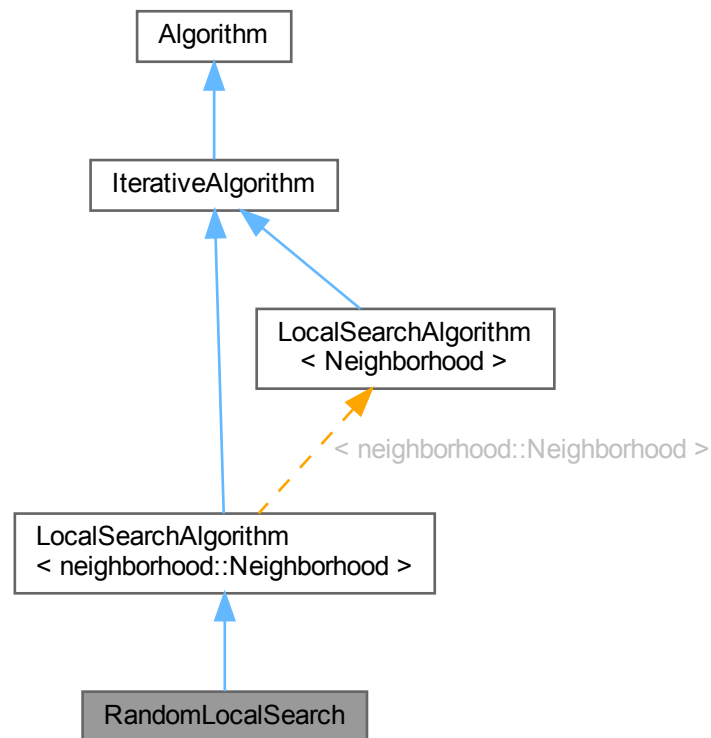 Algorithm
IterativeAlgorithm
LocalSearchAlgorithm
< Neighborhood >
< neighborhood::Neighborhood >
LocalSearchAlgorithm
< neighborhood::Neighborhood >
RandomLocalSearch